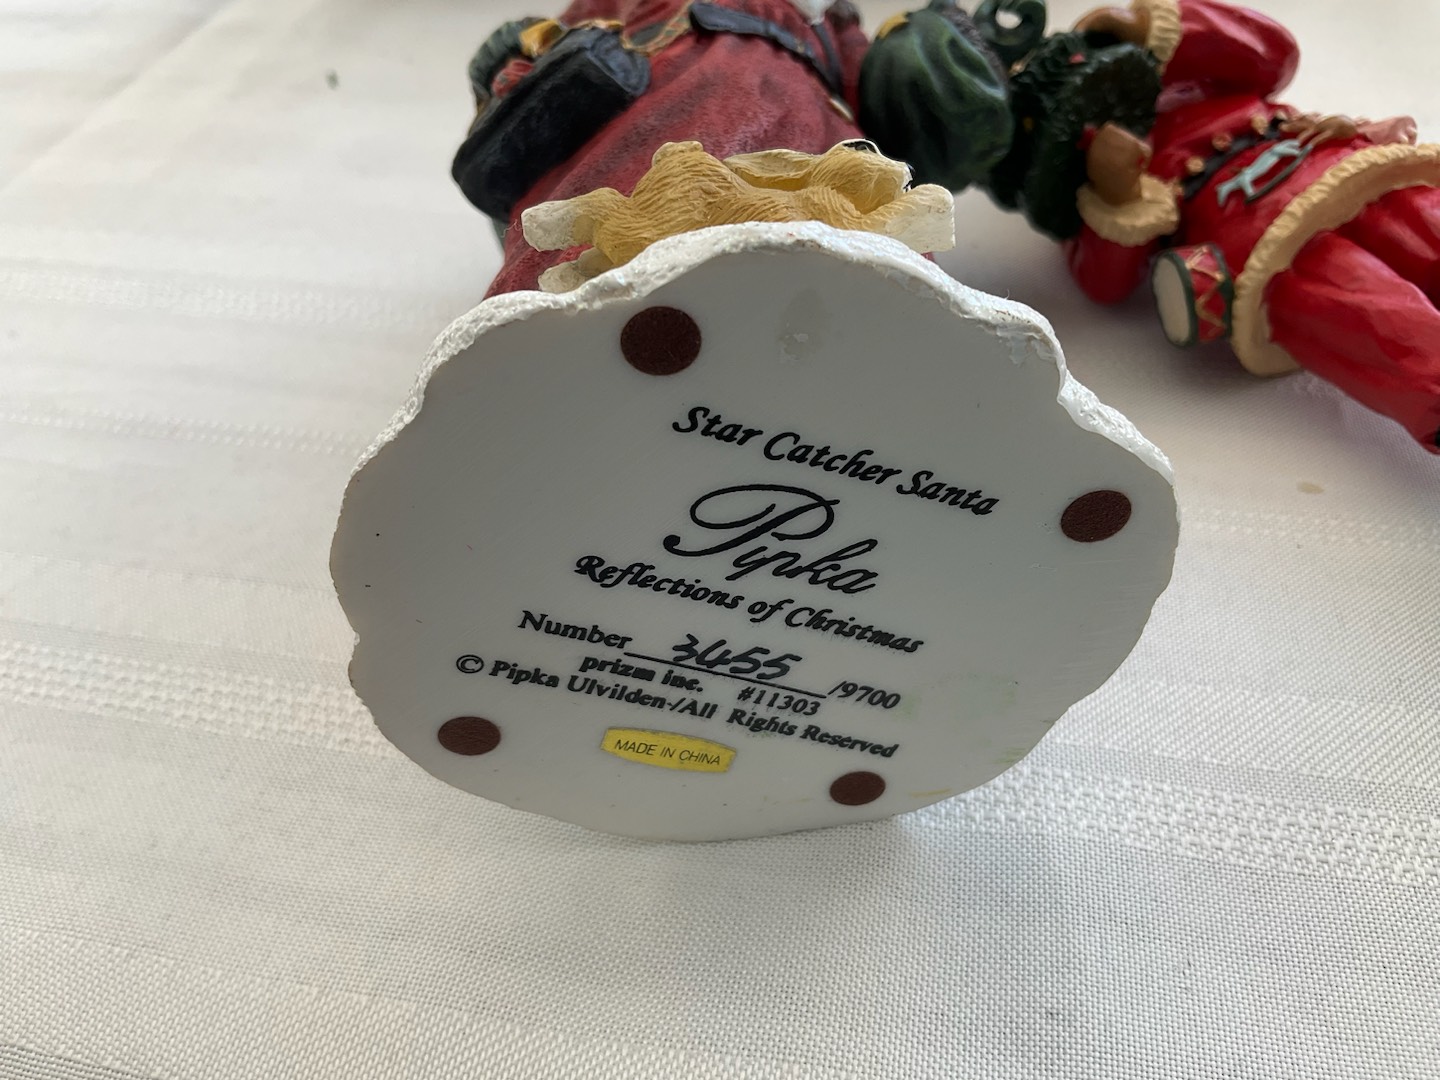 Star Catcher Santa
Pipka
Reflections of Christmas
Number 3455 /9700
prizm inc. #11303
© Pipka Ulvilden-/All Rights Reserved
MADE IN CHINA